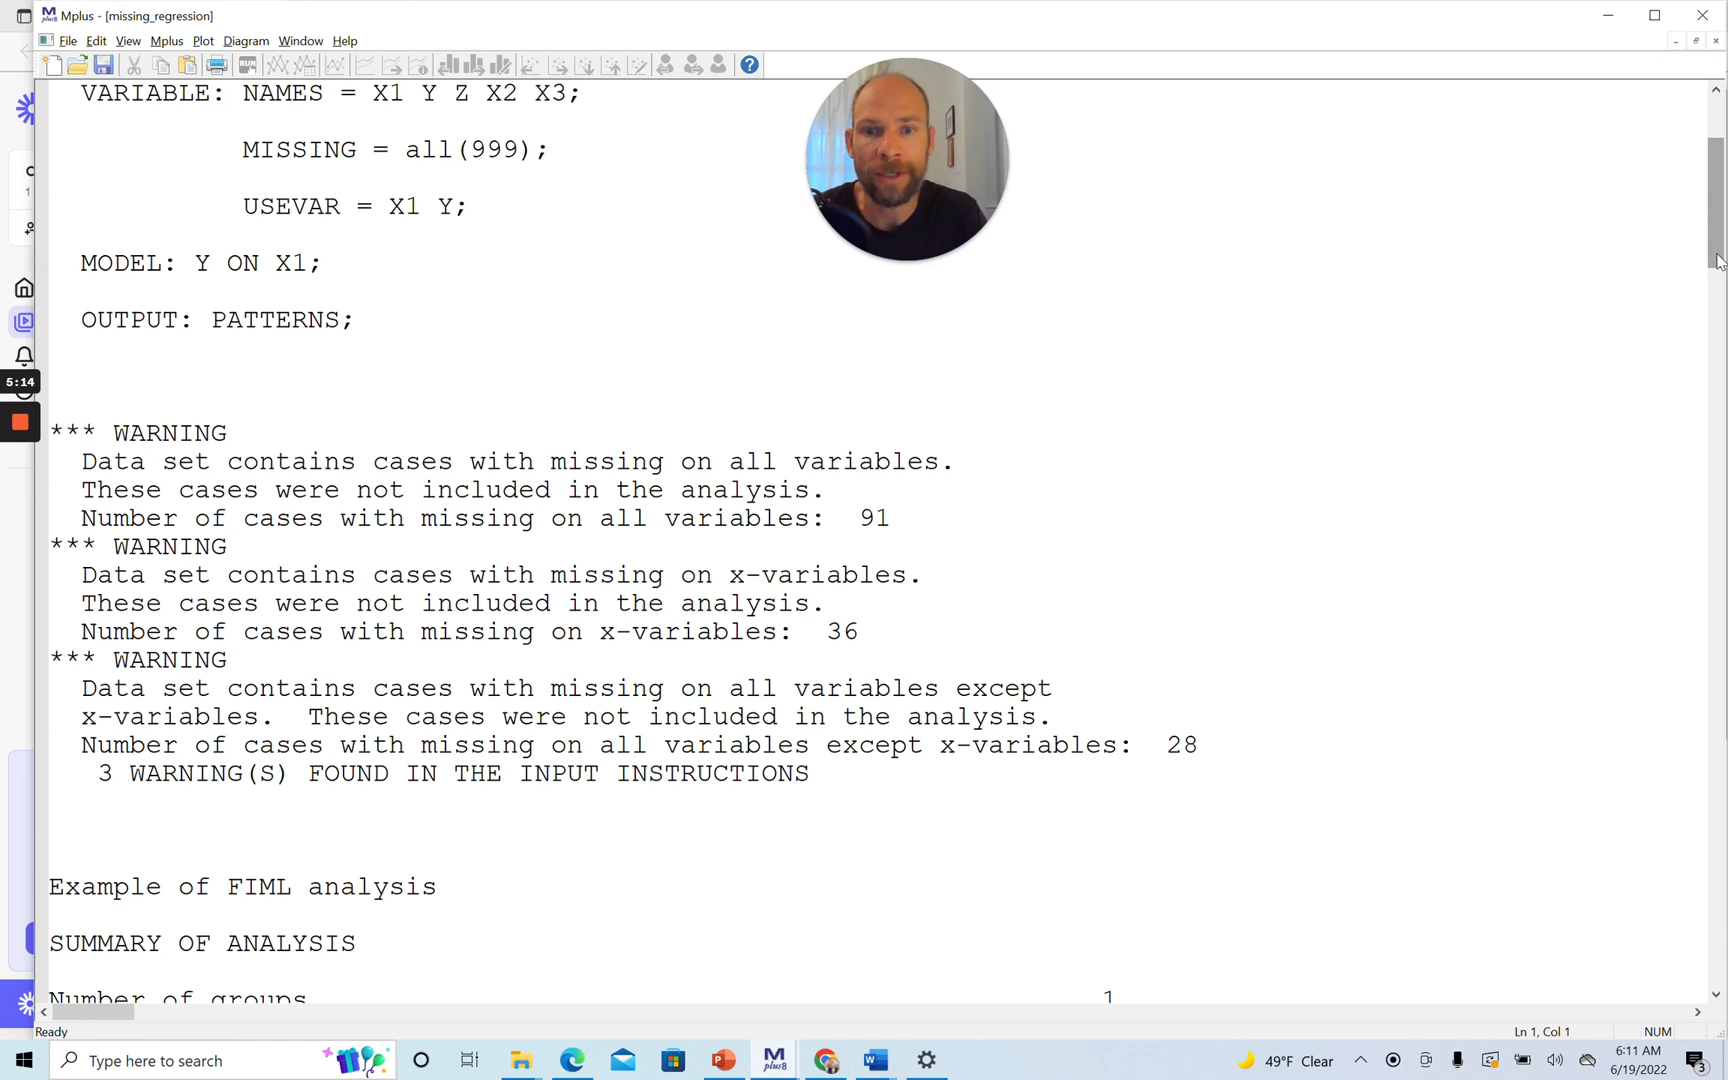 Mplus - [missing_regression]
File Edit View Mplus Plot Diagram Window Help
RUN
VARIABLE: NAMES = X1 Y Z X2 X3;
MISSING = all(999);
USEVAR = X1 Y;
MODEL: Y ON X1;
OUTPUT: PATTERNS;
5:14
*** WARNING
Data set contains cases with missing on all variables.
These cases were not included in the analysis.
Number of cases with missing on all variables: 91
*** WARNING
Data set contains cases with missing on x-variables.
These cases were not included in the analysis.
Number of cases with missing on x-variables: 36
*** WARNING
Data set contains cases with missing on all variables except
x-variables. These cases were not included in the analysis.
Number of cases with missing on all variables except x-variables: 28
3 WARNING(S) FOUND IN THE INPUT INSTRUCTIONS
Example of FIML analysis
SUMMARY OF ANALYSIS
Number of groups 1
Ready Ln 1, Col 1 NUM
Type here to search
49°F Clear
6:11 AM
6/19/2022
3